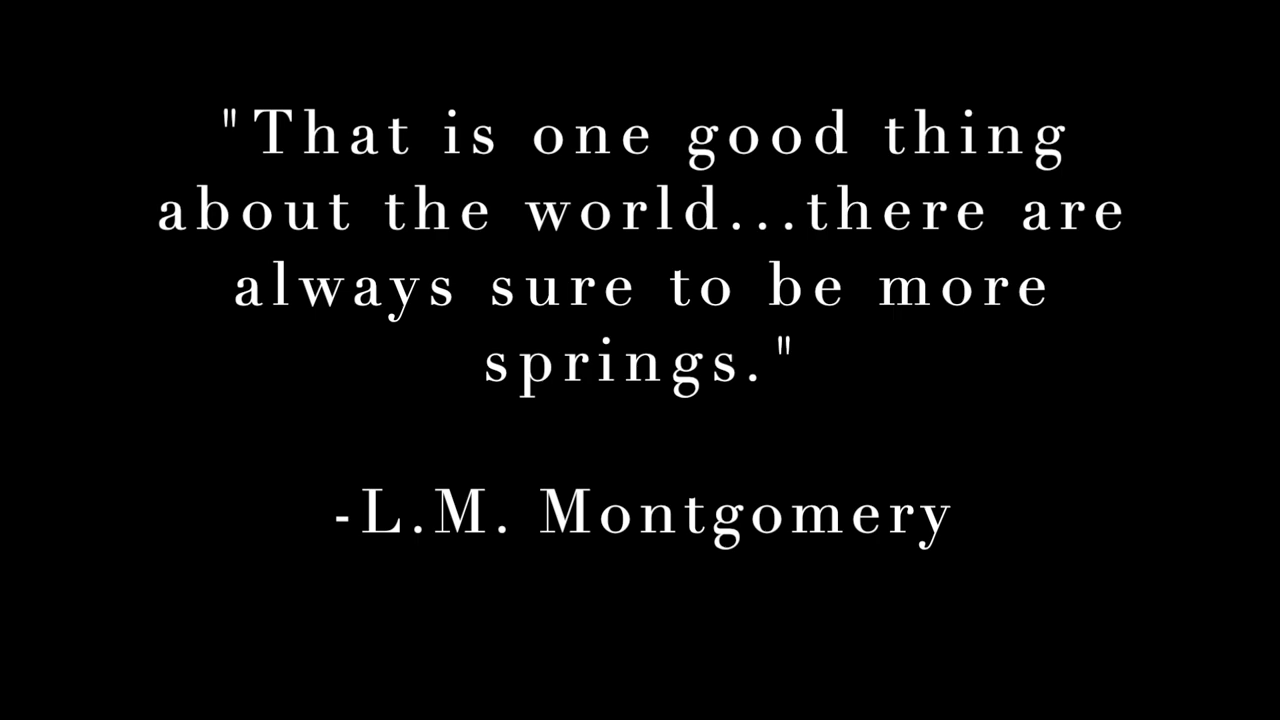 "That is one good thing
about the world...there are
always sure to be more
springs."
-L.M. Montgomery